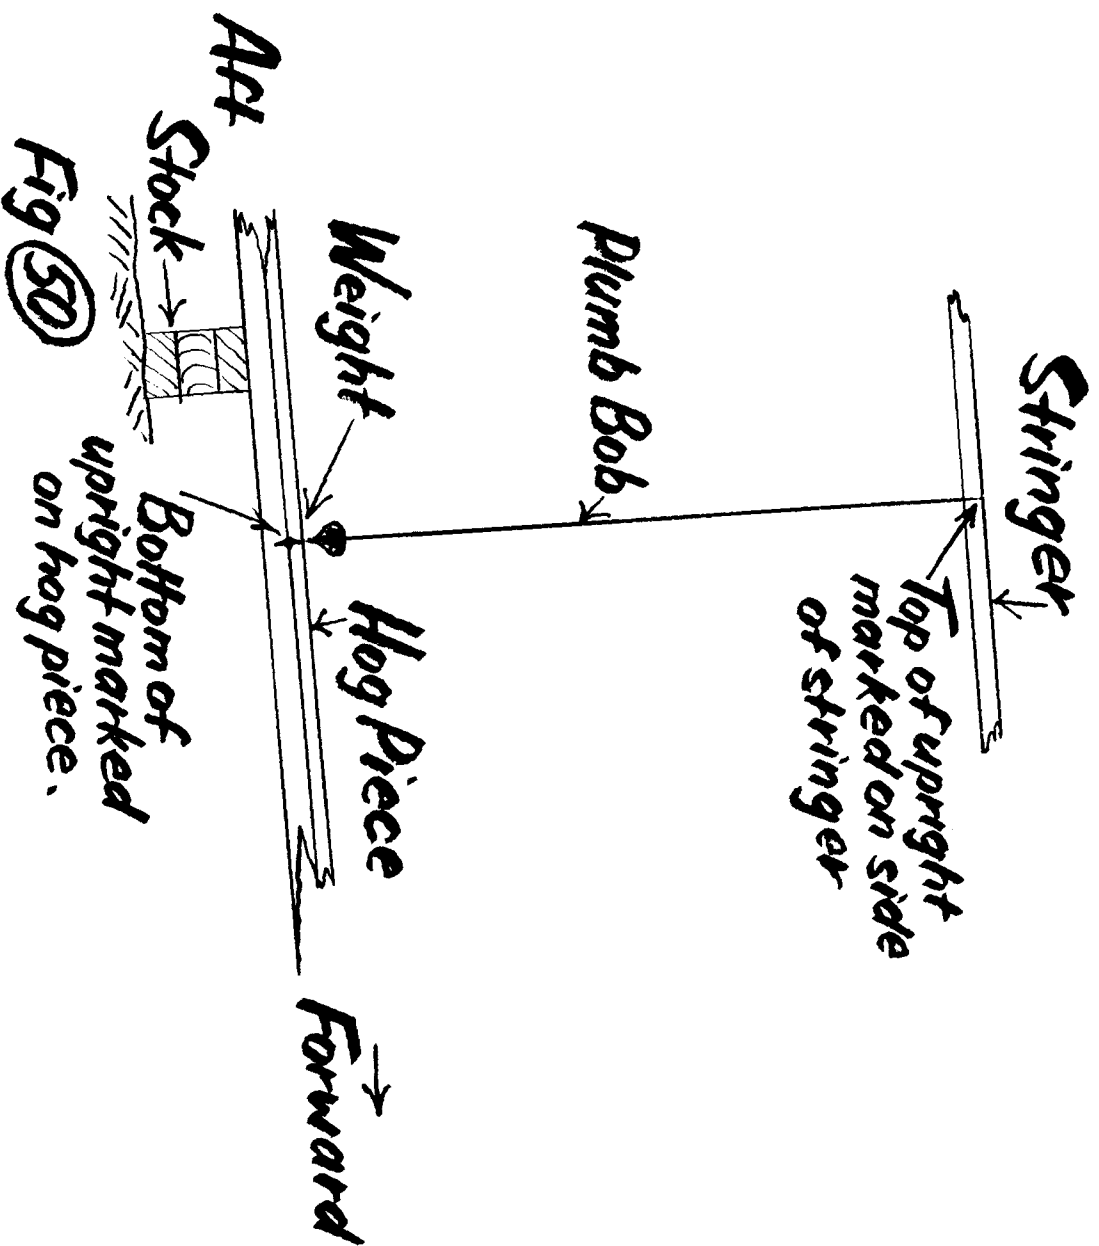 Stringer
Top of upright
marked on side
of stringer
Plumb Bob
Weight
Hog Piece
Forward
Aft
Stock
Bottom of
upright marked
on hog piece.
Fig 50